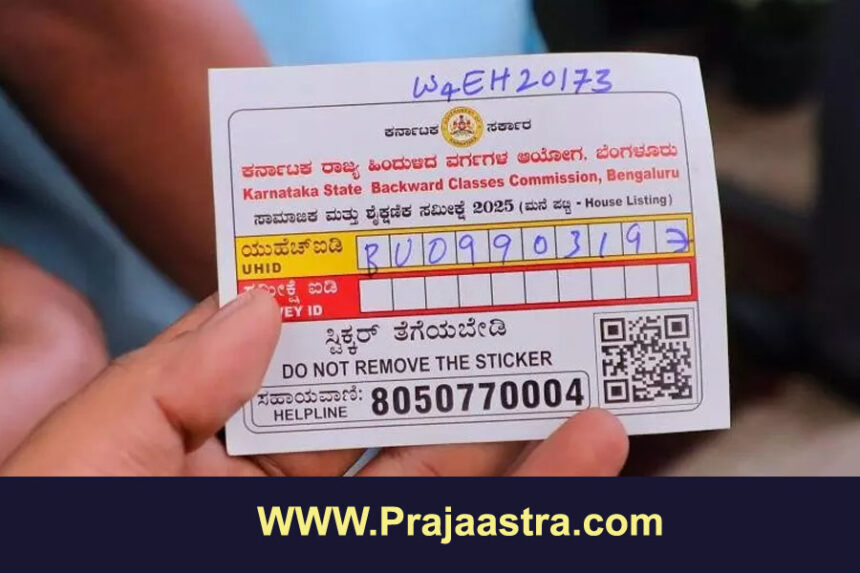 W4EH20173
ಕರ್ನಾಟಕ ಸರ್ಕಾರ
ಕರ್ನಾಟಕ ರಾಜ್ಯ ಹಿಂದುಳಿದ ವರ್ಗಗಳ ಆಯೋಗ, ಬೆಂಗಳೂರು
Karnataka State Backward Classes Commission, Bengaluru
ಸಾಮಾಜಿಕ ಮತ್ತು ಶೈಕ್ಷಣಿಕ ಸಮೀಕ್ಷೆ 2025 (ಮನೆ ಪಟ್ಟಿ - House Listing)
ಯುಹೆಚ್ಐಡಿ
UHID
BU09903197
ಸಮೀಕ್ಷೆ ಐಡಿ
VEY ID
ಸ್ಟಿಕ್ಕರ್ ತೆಗೆಯಬೇಡಿ
DO NOT REMOVE THE STICKER
ಸಹಾಯವಾಣಿ:
HELPLINE
8050770004
WWW.Prajaastra.com